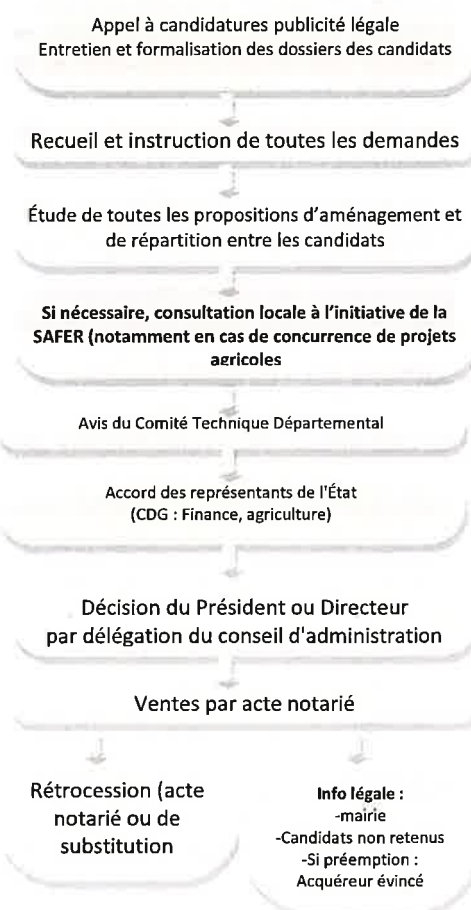 Appel à candidatures publicité légale
Entretien et formalisation des dossiers des candidats
Recueil et instruction de toutes les demandes
Étude de toutes les propositions d'aménagement et
de répartition entre les candidats
Si nécessaire, consultation locale à l'initiative de la
SAFER (notamment en cas de concurrence de projets
agricoles
Avis du Comité Technique Départemental
Accord des représentants de l'État
(CDG : Finance, agriculture)
Décision du Président ou Directeur
par délégation du conseil d'administration
Ventes par acte notarié
Rétrocession (acte
notarié ou de
substitution
Info légale :
-mairie
-Candidats non retenus
-Si préemption :
Acquéreur évincé